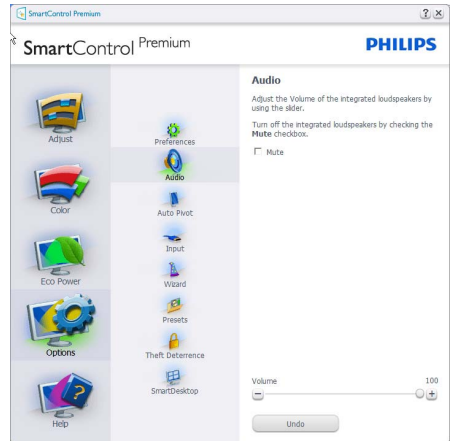 SmartControl Premium
SmartControl Premium
PHILIPS
Adjust
Color
Eco Power
Options
Help
Preferences
Audio
Auto Pivot
Input
Wizard
Presets
Theft Deterrence
SmartDesktop
Audio
Adjust the Volume of the integrated loudspeakers by
using the slider.
Turn off the integrated loudspeakers by checking the
Mute checkbox.
Mute
Volume 100
Undo